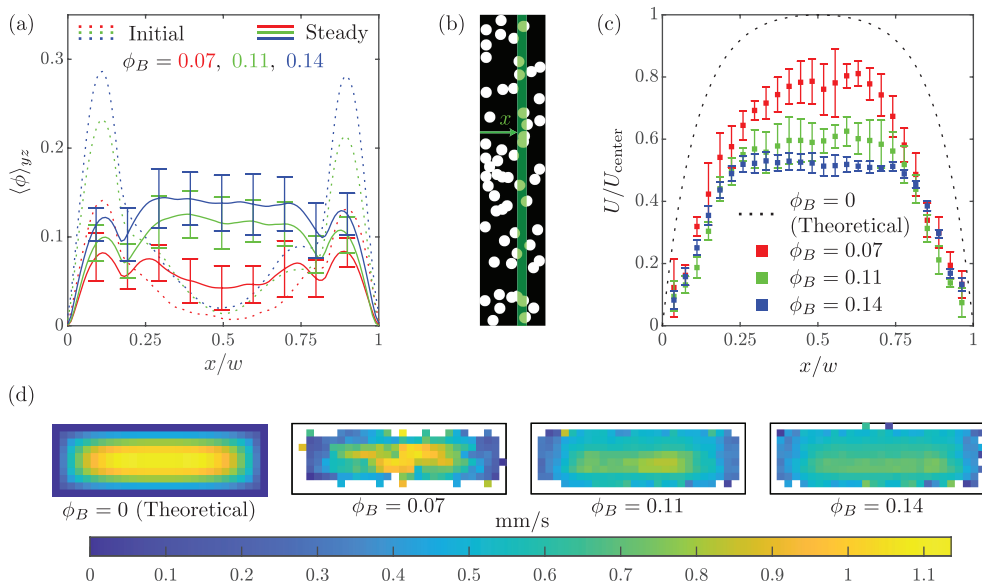 (a)
Initial
Steady
ϕ_B = 0.07, 0.11, 0.14
0.3
0.2
0.1
0
⟨ϕ⟩_yz
0 0.25 0.5 0.75 1
x/w
(b)
x
(c)
1
0.8
0.6
0.4
0.2
0
U/U_center
ϕ_B = 0
(Theoretical)
ϕ_B = 0.07
ϕ_B = 0.11
ϕ_B = 0.14
0 0.25 0.5 0.75 1
x/w
(d)
ϕ_B = 0 (Theoretical)
ϕ_B = 0.07
ϕ_B = 0.11
ϕ_B = 0.14
mm/s
0 0.1 0.2 0.3 0.4 0.5 0.6 0.7 0.8 0.9 1 1.1